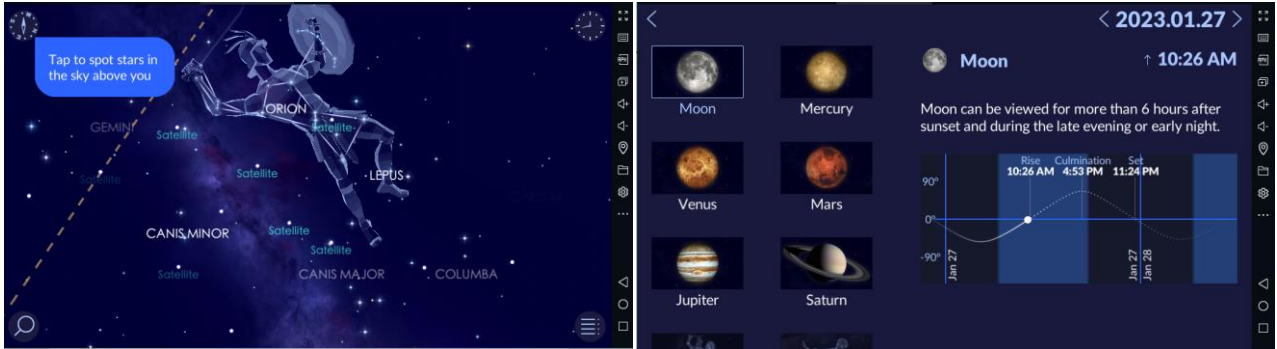 Tap to spot stars in
the sky above you
ORION
GEMINI
Satellite
Satellite
Satellite
Satellite
LEPUS
CANIS MINOR
Satellite
Satellite
Satellite
CANIS MAJOR
COLUMBA
< 2023.01.27 >
Moon
Mercury
Venus
Mars
Jupiter
Saturn
Moon
↑ 10:26 AM
Moon can be viewed for more than 6 hours after
sunset and during the late evening or early night.
Rise Culmination Set
10:26 AM 4:53 PM 11:24 PM
90°
0°
-90°
Jan 27
Jan 27
Jan 28